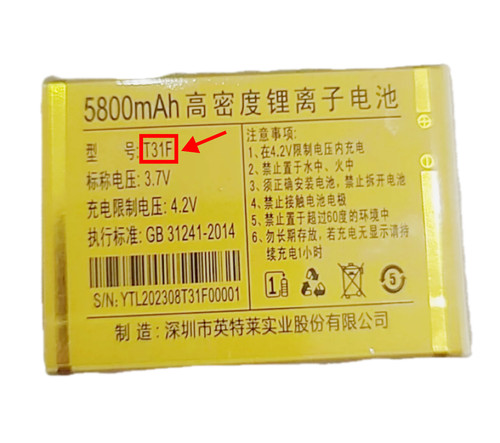 5800mAh 高密度锂离子电池
型 号: T31F
标称电压: 3.7V
充电限制电压: 4.2V
执行标准: GB 31241-2014
S/N: YTL202308T31F00001
注意事项:
1、在4.2V限制电压内充电
2、禁止置于水中、火中
3、须正确安装电池，禁止拆开电池
4、禁止接触电池电极
5、禁止置于超过60度的环境中
6、勿长期存放，若充电无显示请持
续充电1小时
5
制 造: 深圳市英特莱实业股份有限公司